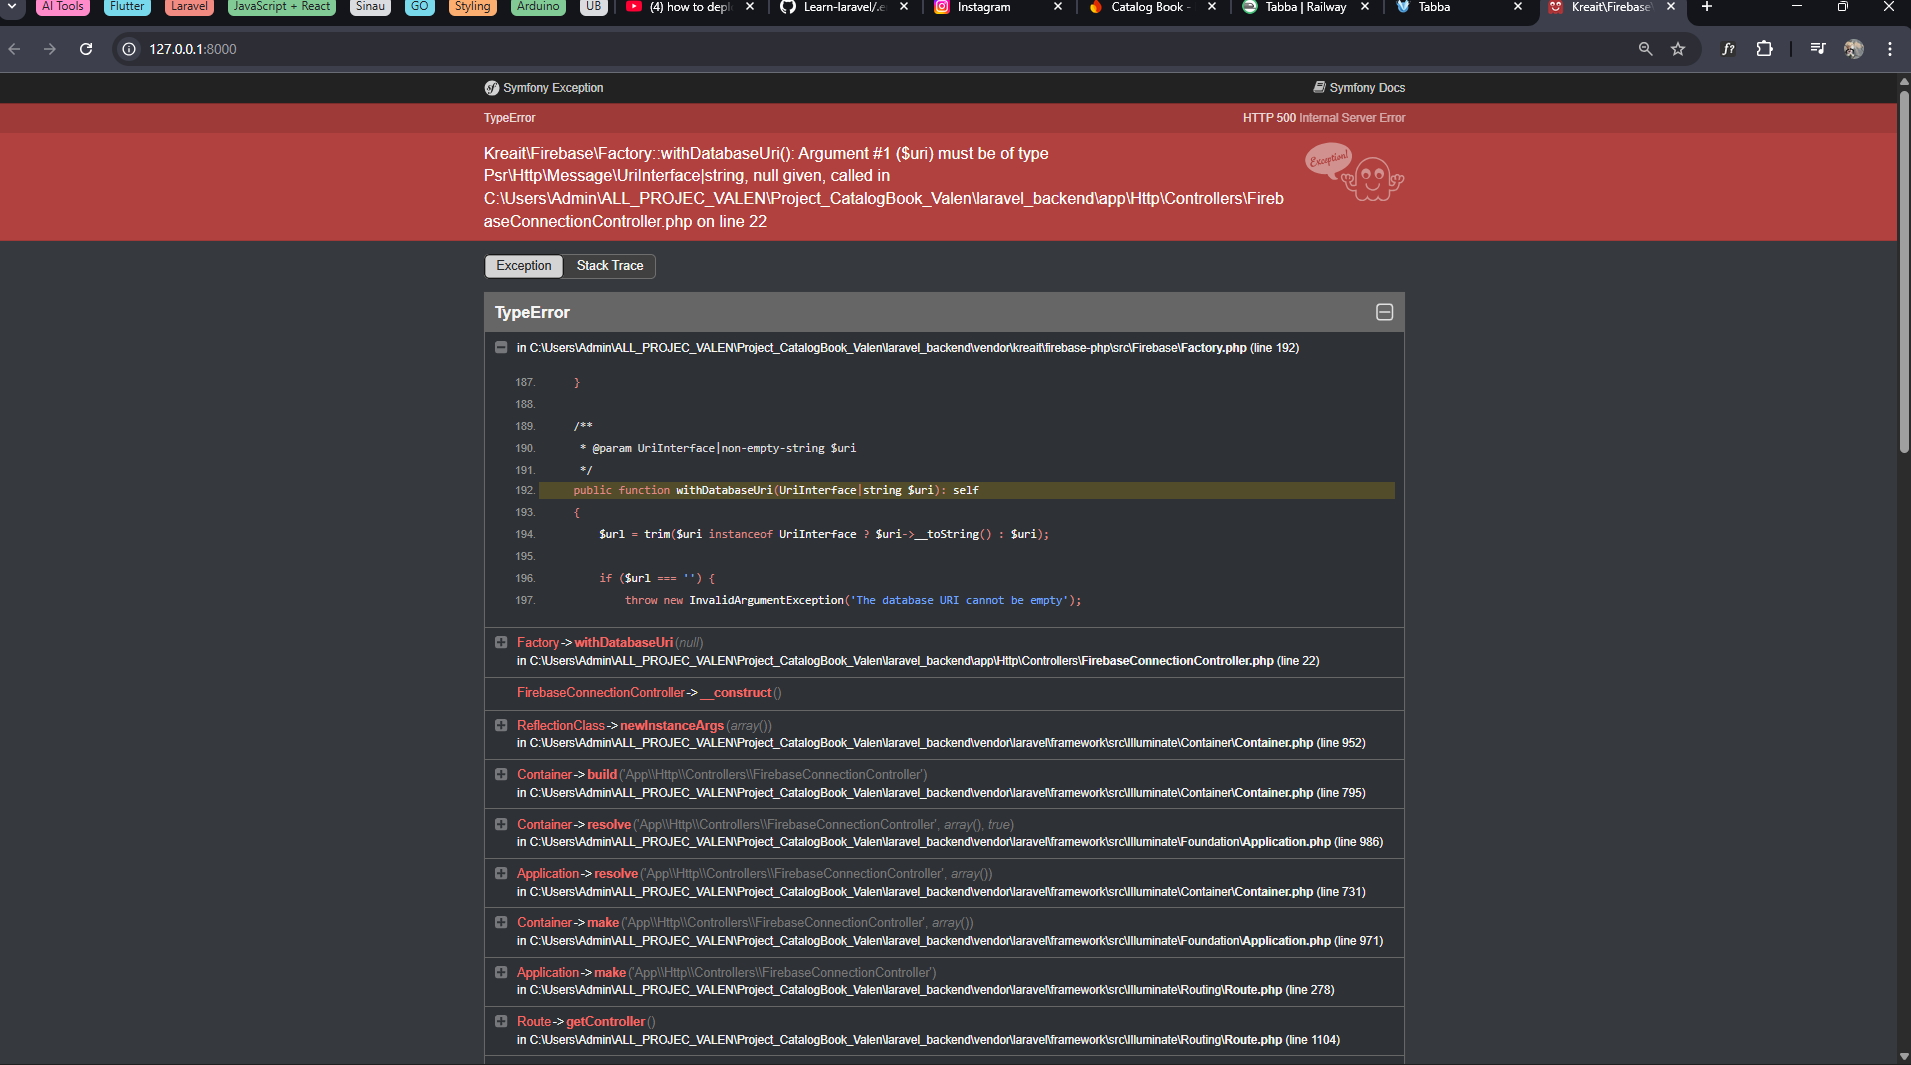 AI Tools
Flutter
Laravel
JavaScript + React
Sinau
GO
Styling
Arduino
UB
(4) how to depl
Learn-laravel/.e
Instagram
Catalog Book -
Tabba | Railway
Tabba
Kreait\Firebase\
127.0.0.1:8000
f?
sf Symfony Exception
Symfony Docs
TypeError
HTTP 500 Internal Server Error
Kreait\Firebase\Factory::withDatabaseUri(): Argument #1 ($uri) must be of type
Psr\Http\Message\UriInterface|string, null given, called in
C:\Users\Admin\ALL_PROJEC_VALEN\Project_CatalogBook_Valen\laravel_backend\app\Http\Controllers\Fireb
aseConnectionController.php on line 22
Exception!
Exception
Stack Trace
TypeError
in C:\Users\Admin\ALL_PROJEC_VALEN\Project_CatalogBook_Valen\laravel_backend\vendor\kreait\firebase-php\src\Firebase\Factory.php (line 192)
187. }
188.
189. /**
190. * @param UriInterface|non-empty-string $uri
191. */
192. public function withDatabaseUri(UriInterface|string $uri): self
193. {
194. $url = trim($uri instanceof UriInterface ? $uri->__toString() : $uri);
195.
196. if ($url === '') {
197. throw new InvalidArgumentException('The database URI cannot be empty');
Factory->withDatabaseUri(null)
in C:\Users\Admin\ALL_PROJEC_VALEN\Project_CatalogBook_Valen\laravel_backend\app\Http\Controllers\FirebaseConnectionController.php (line 22)
FirebaseConnectionController->__construct()
ReflectionClass->newInstanceArgs(array())
in C:\Users\Admin\ALL_PROJEC_VALEN\Project_CatalogBook_Valen\laravel_backend\vendor\laravel\framework\src\Illuminate\Container\Container.php (line 952)
Container->build('App\\Http\\Controllers\\FirebaseConnectionController')
in C:\Users\Admin\ALL_PROJEC_VALEN\Project_CatalogBook_Valen\laravel_backend\vendor\laravel\framework\src\Illuminate\Container\Container.php (line 795)
Container->resolve('App\\Http\\Controllers\\FirebaseConnectionController', array(), true)
in C:\Users\Admin\ALL_PROJEC_VALEN\Project_CatalogBook_Valen\laravel_backend\vendor\laravel\framework\src\Illuminate\Foundation\Application.php (line 986)
Application->resolve('App\\Http\\Controllers\\FirebaseConnectionController', array())
in C:\Users\Admin\ALL_PROJEC_VALEN\Project_CatalogBook_Valen\laravel_backend\vendor\laravel\framework\src\Illuminate\Container\Container.php (line 731)
Container->make('App\\Http\\Controllers\\FirebaseConnectionController', array())
in C:\Users\Admin\ALL_PROJEC_VALEN\Project_CatalogBook_Valen\laravel_backend\vendor\laravel\framework\src\Illuminate\Foundation\Application.php (line 971)
Application->make('App\\Http\\Controllers\\FirebaseConnectionController')
in C:\Users\Admin\ALL_PROJEC_VALEN\Project_CatalogBook_Valen\laravel_backend\vendor\laravel\framework\src\Illuminate\Routing\Route.php (line 278)
Route->getController()
in C:\Users\Admin\ALL_PROJEC_VALEN\Project_CatalogBook_Valen\laravel_backend\vendor\laravel\framework\src\Illuminate\Routing\Route.php (line 1104)